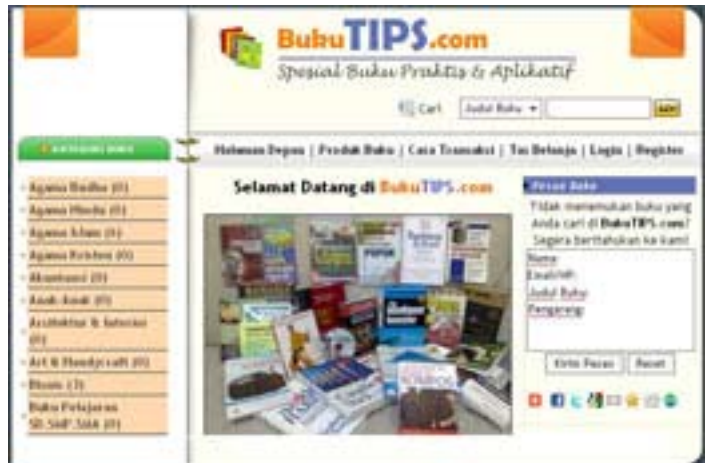 BukuTIPS.com
Spesial Buku Praktis & Aplikatif
Cari Judul Buku
Halaman Depan | Produk Buku | Cara Transaksi | Tas Belanja | Login | Register
Agama Budha (0)
Agama Hindu (0)
Agama Islam (0)
Agama Kristen (0)
Akuntansi (0)
Anak-Anak (0)
Arsitektur & Interior
(0)
Art & Handycraft (0)
Bisnis (3)
Buku Pelajaran
SD,SMP,SMA (0)
Selamat Datang di BukuTIPS.com
Pesan Buku
Tidak menemukan buku yang
Anda cari di BukuTIPS.com?
Segera beritahukan ke kami!
Nama:
Email/HP:
Judul Buku:
Pengarang:
Kirim Pesan Reset